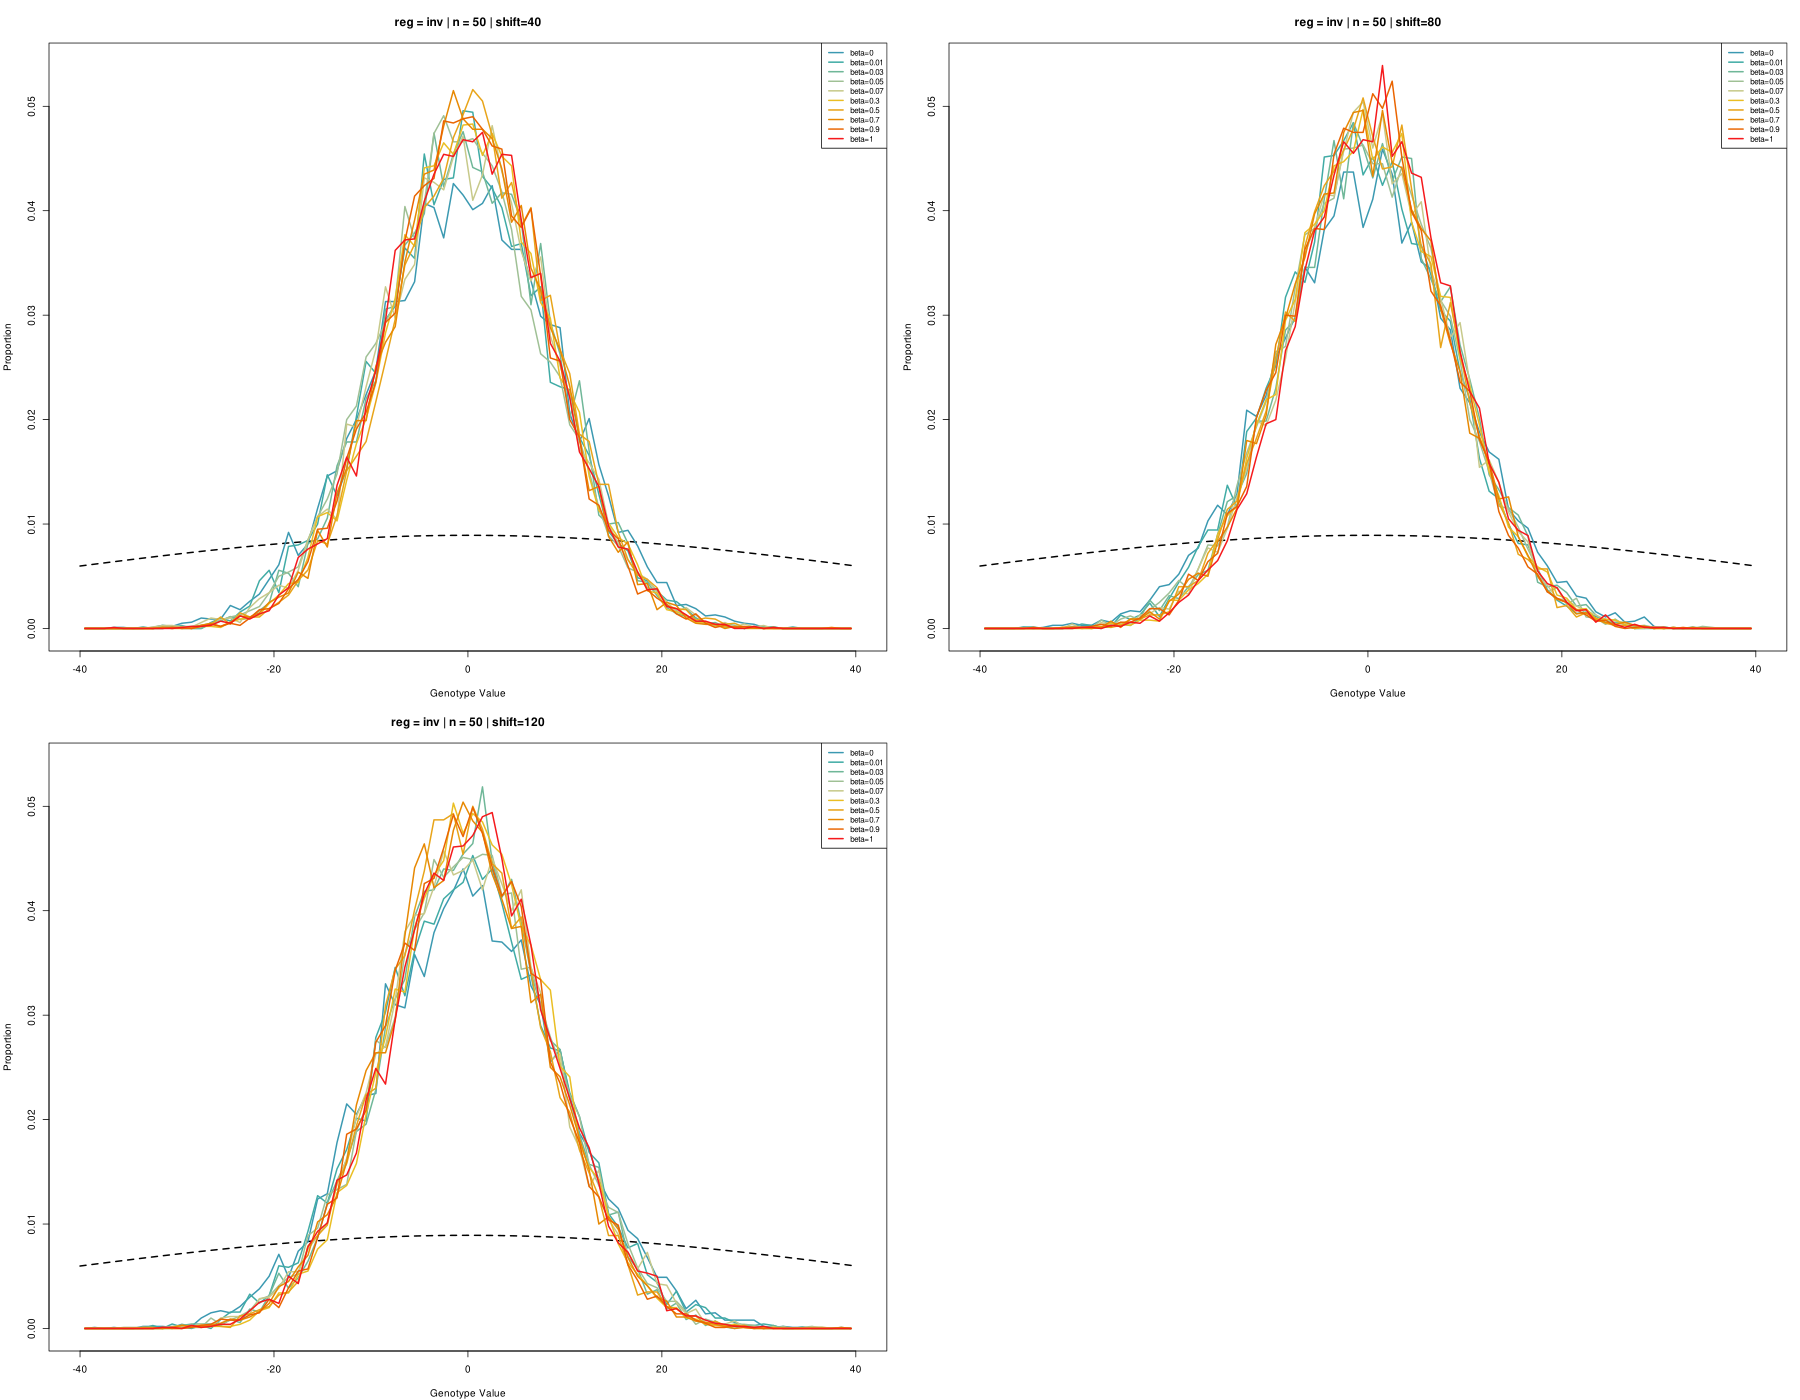 reg = inv | n = 50 | shift=40
beta=0
beta=0.01
beta=0.03
beta=0.05
beta=0.07
beta=0.3
beta=0.5
beta=0.7
beta=0.9
beta=1
Proportion
0.05
0.04
0.03
0.02
0.01
0.00
-40 -20 0 20 40
Genotype Value
reg = inv | n = 50 | shift=80
beta=0
beta=0.01
beta=0.03
beta=0.05
beta=0.07
beta=0.3
beta=0.5
beta=0.7
beta=0.9
beta=1
Proportion
0.05
0.04
0.03
0.02
0.01
0.00
-40 -20 0 20 40
Genotype Value
reg = inv | n = 50 | shift=120
beta=0
beta=0.01
beta=0.03
beta=0.05
beta=0.07
beta=0.3
beta=0.5
beta=0.7
beta=0.9
beta=1
Proportion
0.05
0.04
0.03
0.02
0.01
0.00
-40 -20 0 20 40
Genotype Value